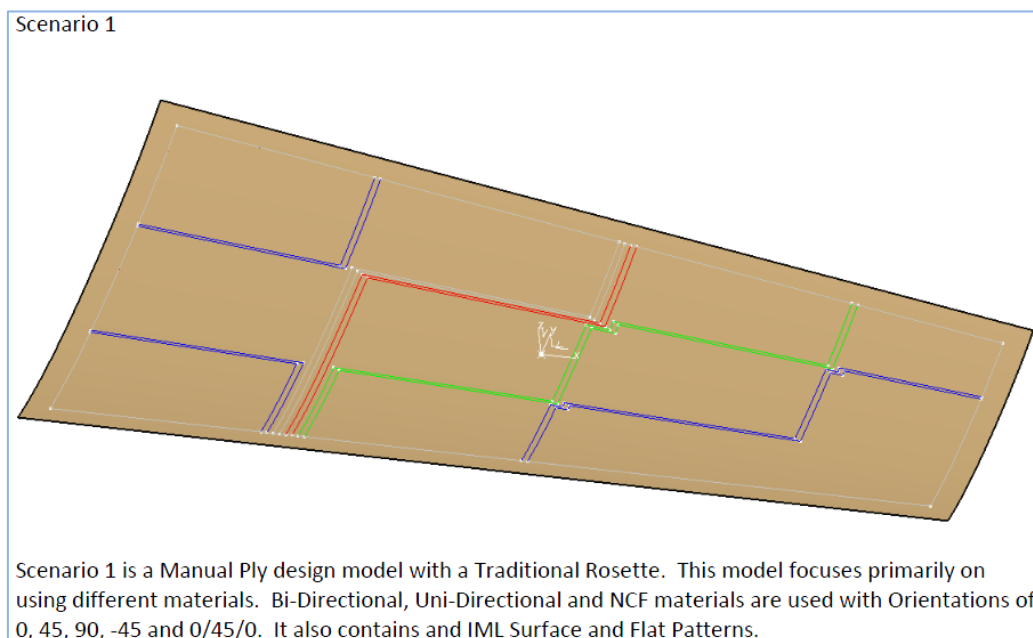 Scenario 1
Z
Y
X
Scenario 1 is a Manual Ply design model with a Traditional Rosette.  This model focuses primarily on
using different materials.  Bi-Directional, Uni-Directional and NCF materials are used with Orientations of
0, 45, 90, -45 and 0/45/0.  It also contains and IML Surface and Flat Patterns.